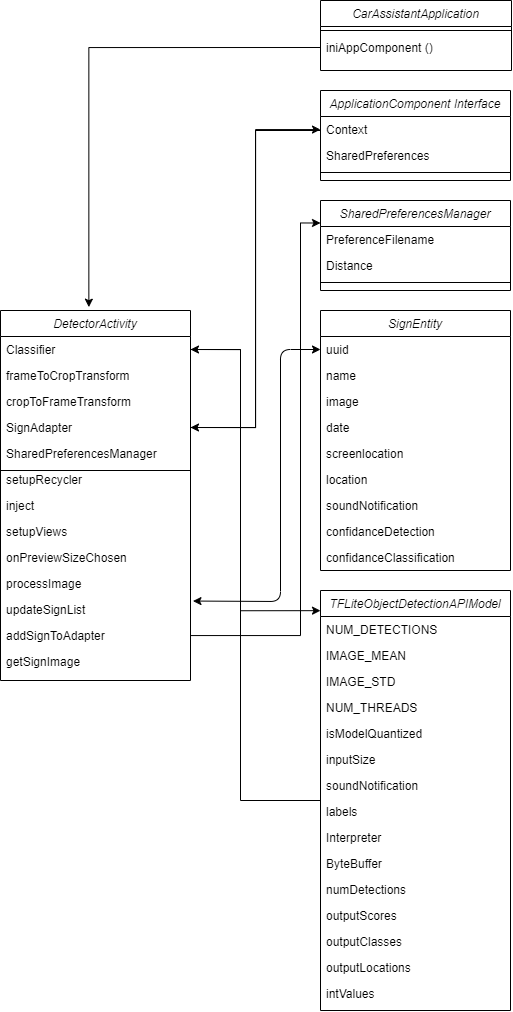 CarAssistantApplication
iniAppComponent ()
ApplicationComponent Interface
Context
SharedPreferences
SharedPreferencesManager
PreferenceFilename
Distance
DetectorActivity
Classifier
frameToCropTransform
cropToFrameTransform
SignAdapter
SharedPreferencesManager
setupRecycler
inject
setupViews
onPreviewSizeChosen
processImage
updateSignList
addSignToAdapter
getSignImage
SignEntity
uuid
name
image
date
screenlocation
location
soundNotification
confidanceDetection
confidanceClassification
TFLiteObjectDetectionAPIModel
NUM_DETECTIONS
IMAGE_MEAN
IMAGE_STD
NUM_THREADS
isModelQuantized
inputSize
soundNotification
labels
Interpreter
ByteBuffer
numDetections
outputScores
outputClasses
outputLocations
intValues